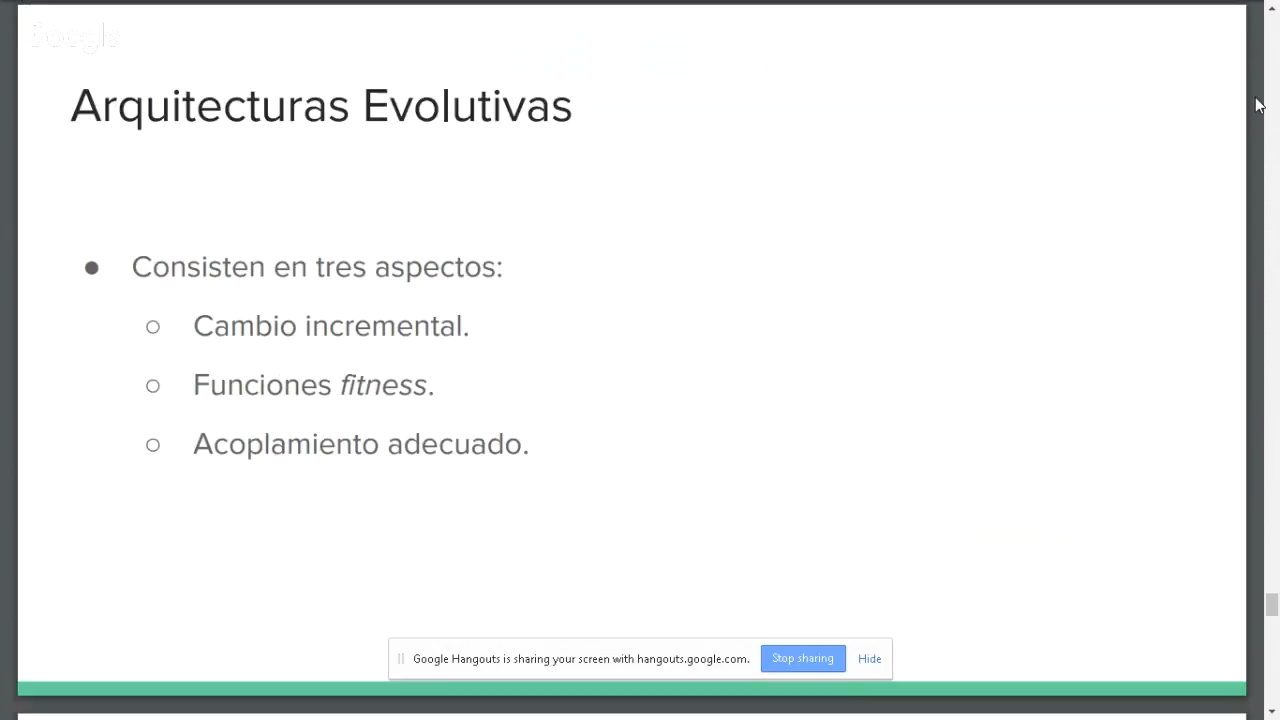 Google
Arquitecturas Evolutivas
● Consisten en tres aspectos:
○ Cambio incremental.
○ Funciones fitness.
○ Acoplamiento adecuado.
Google Hangouts is sharing your screen with hangouts.google.com. Stop sharing Hide